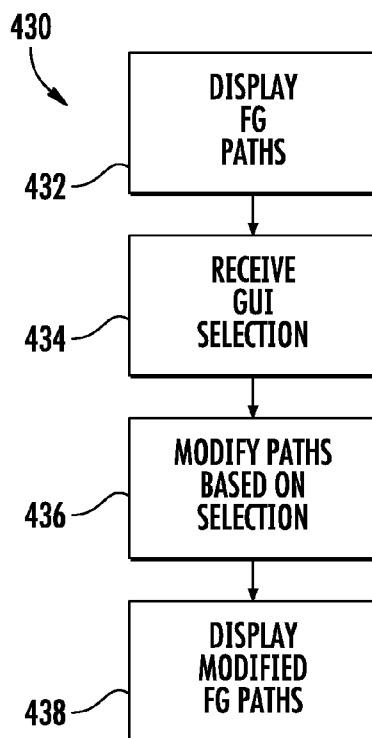 430
DISPLAY
FG
PATHS
432
RECEIVE
GUI
SELECTION
434
MODIFY PATHS
BASED ON
SELECTION
436
DISPLAY
MODIFIED
FG PATHS
438